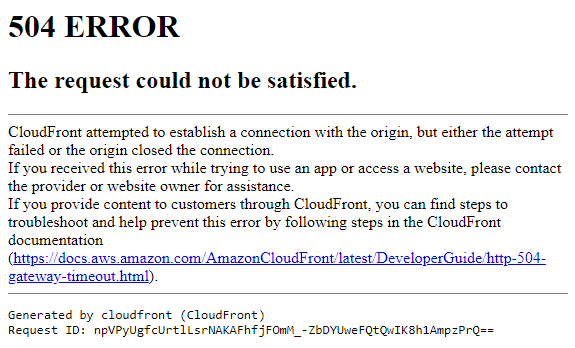 504 ERROR
The request could not be satisfied.
CloudFront attempted to establish a connection with the origin, but either the attempt
failed or the origin closed the connection.
If you received this error while trying to use an app or access a website, please contact
the provider or website owner for assistance.
If you provide content to customers through CloudFront, you can find steps to
troubleshoot and help prevent this error by following steps in the CloudFront
documentation
(https://docs.aws.amazon.com/AmazonCloudFront/latest/DeveloperGuide/http-504-
gateway-timeout.html).
Generated by cloudfront (CloudFront)
Request ID: npVPyUgfcUrtlLsrNAKAFhfjFOmM_-ZbDYUweFQtQwIK8h1AmpzPrQ==